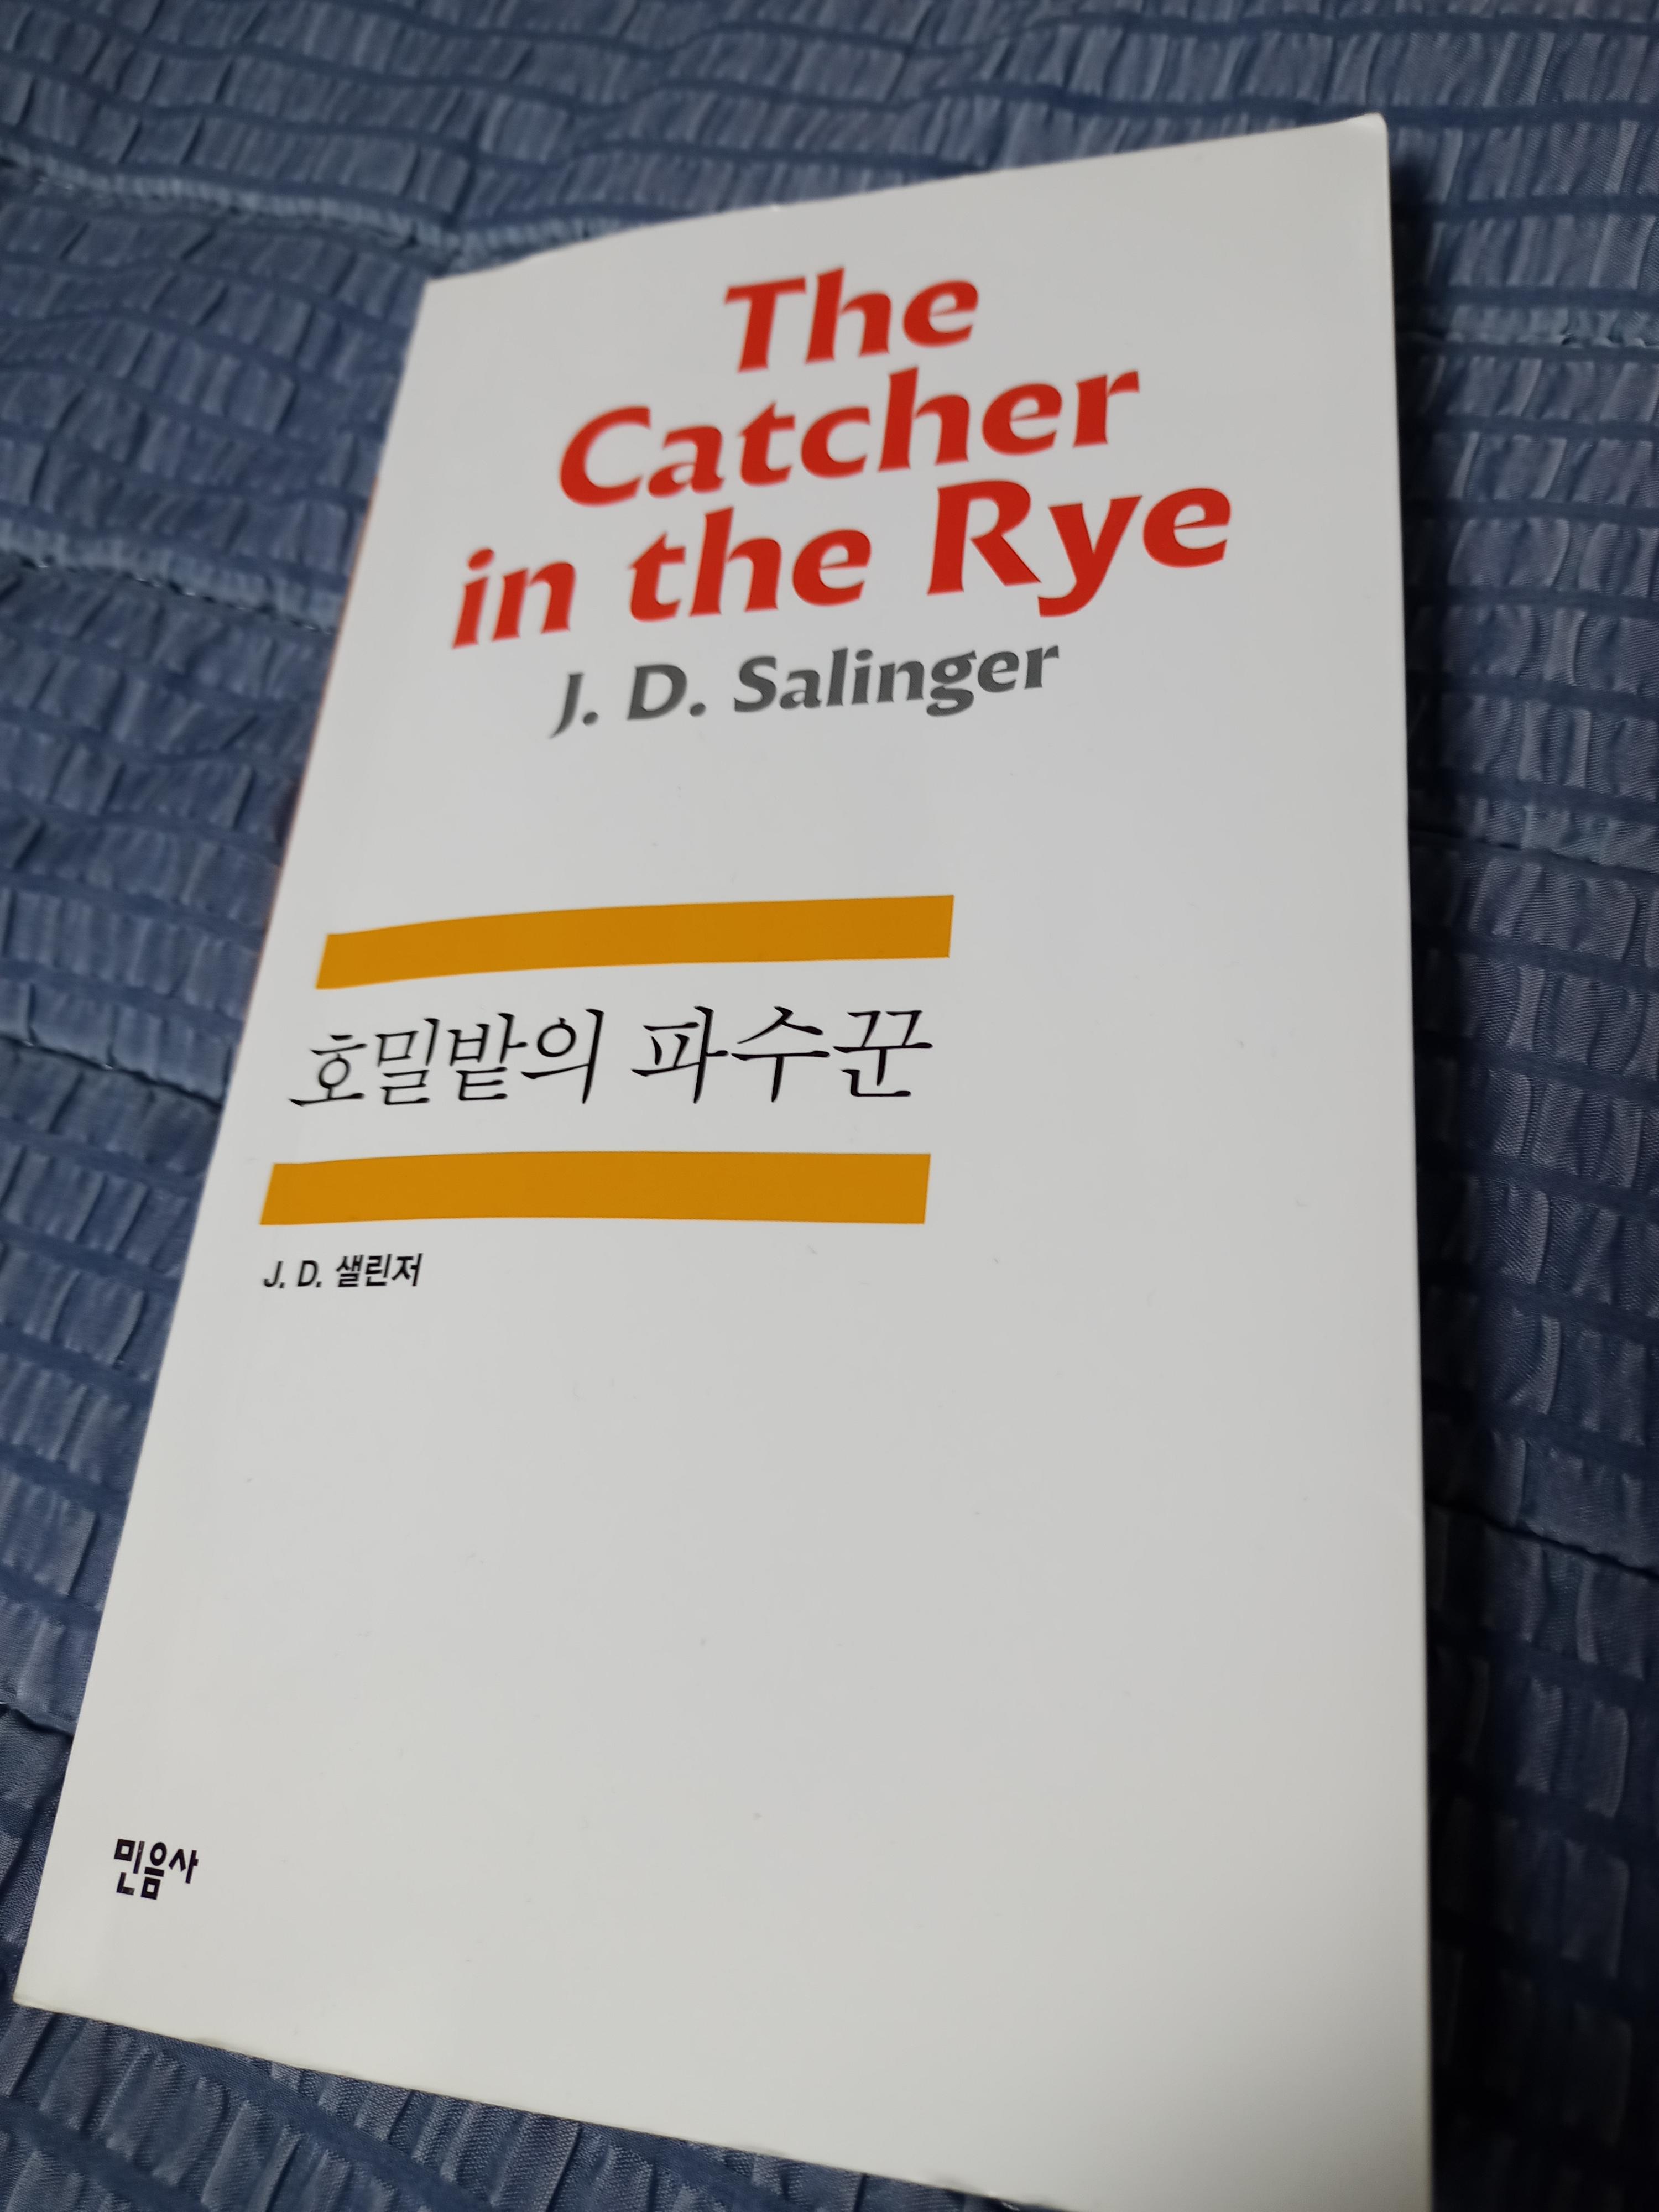 The
Catcher
in the Rye
J. D. Salinger
호밀밭의 파수꾼
J. D. 샐린저
민음사